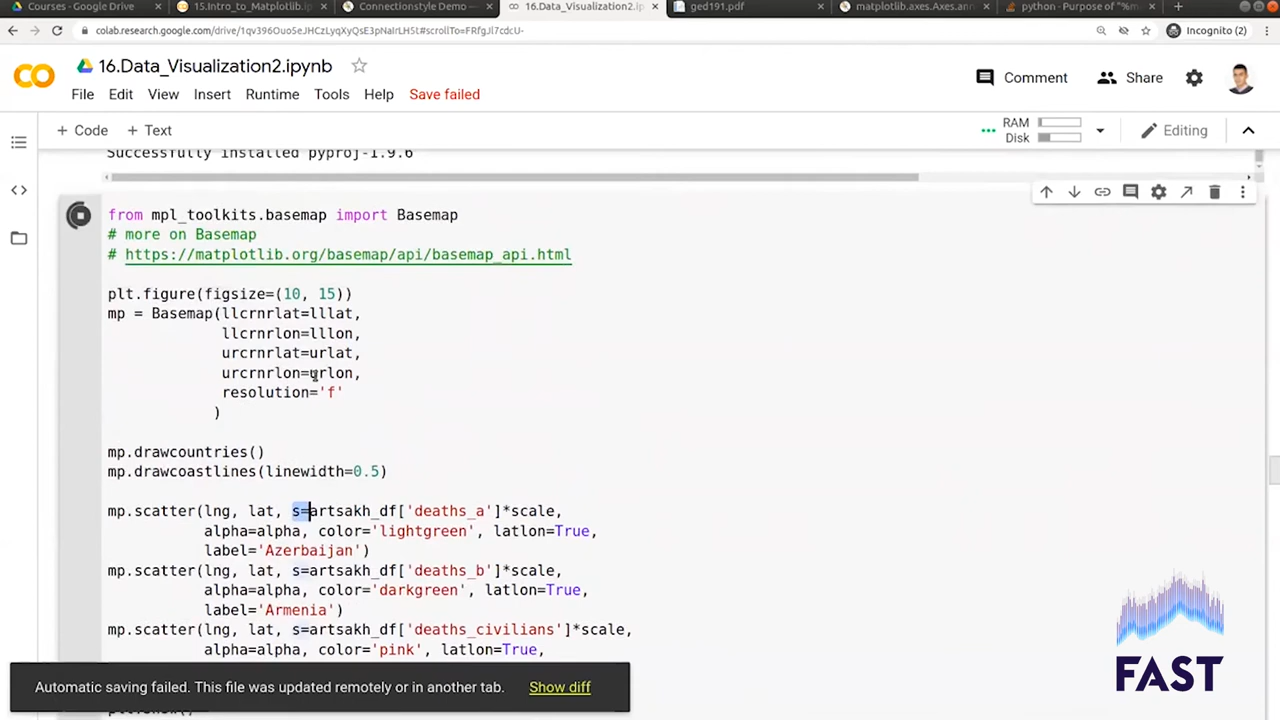 Courses - Google Drive
15.Intro_to_Matplotlib.ip
Connectionstyle Demo —
16.Data_Visualization2.ip
ged191.pdf
matplotlib.axes.Axes.ann
python - Purpose of "%m
colab.research.google.com/drive/1qv396Ouo5eJHCzLyqXyQsE3pNaIrLH5t#scrollTo=FRfgJl7cdcU-
Incognito (2)
CO
16.Data_Visualization2.ipynb
Comment
Share
File Edit View Insert Runtime Tools Help Save failed
+ Code + Text
RAM
Disk
Editing
Successfully installed pyproj-1.9.6
from mpl_toolkits.basemap import Basemap
# more on Basemap
# https://matplotlib.org/basemap/api/basemap_api.html
plt.figure(figsize=(10, 15))
mp = Basemap(llcrnrlat=lllat,
llcrnrlon=lllon,
urcrnrlat=urlat,
urcrnrlon=urlon,
resolution='f'
)
mp.drawcountries()
mp.drawcoastlines(linewidth=0.5)
mp.scatter(lng, lat, s=artsakh_df['deaths_a']*scale,
alpha=alpha, color='lightgreen', latlon=True,
label='Azerbaijan')
mp.scatter(lng, lat, s=artsakh_df['deaths_b']*scale,
alpha=alpha, color='darkgreen', latlon=True,
label='Armenia')
mp.scatter(lng, lat, s=artsakh_df['deaths_civilians']*scale,
alpha=alpha, color='pink', latlon=True,
Automatic saving failed. This file was updated remotely or in another tab. Show diff
FAST